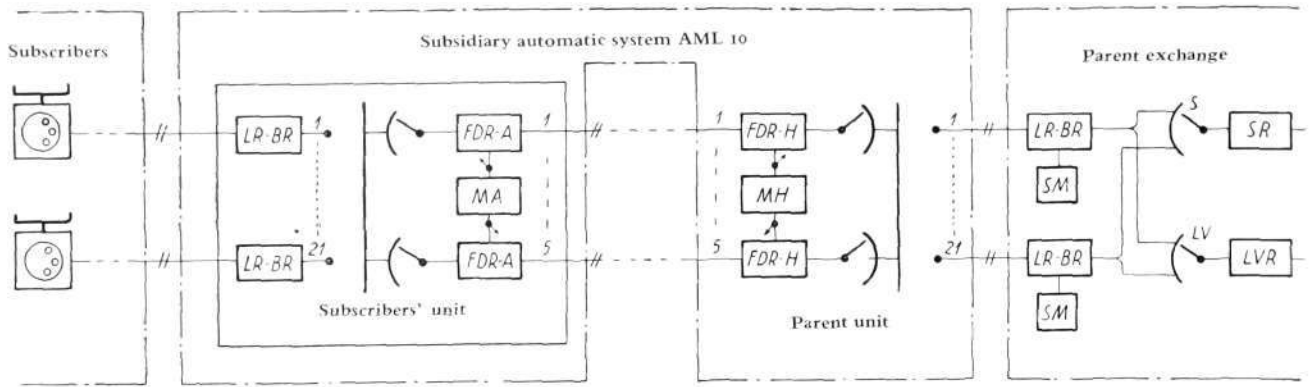 Subscribers
Subsidiary automatic system AML 10
Parent exchange
LR-BR 1 FDR-A 1 1 FDR-H 1 LR-BR S SR
MA MH SM
LR-BR 21 FDR-A 5 5 FDR-H 21 LR-BR LV LVR
Subscribers' unit
Parent unit
SM